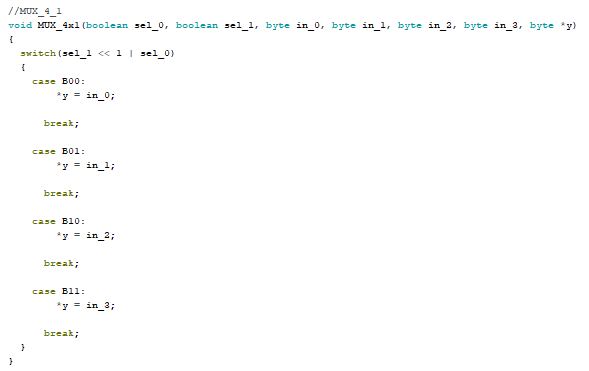 //MUX_4_1
void MUX_4x1(boolean sel_0, boolean sel_1, byte in_0, byte in_1, byte in_2, byte in_3, byte *y)
{
switch(sel_1 << 1 | sel_0)
{
case B00:
*y = in_0;
break;
case B01:
*y = in_1;
break;
case B10:
*y = in_2;
break;
case B11:
*y = in_3;
break;
}
}